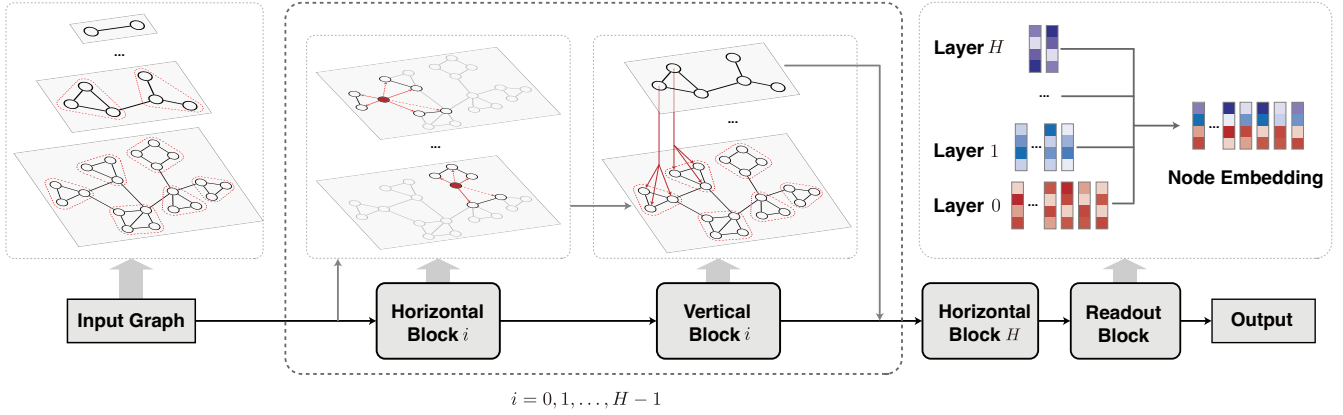 ...
...
...
Layer H
...
Layer 1
...
Layer 0
...
...
Node Embedding
Input Graph
Horizontal
Block i
Vertical
Block i
Horizontal
Block H
Readout
Block
Output
i = 0, 1, . . . , H − 1